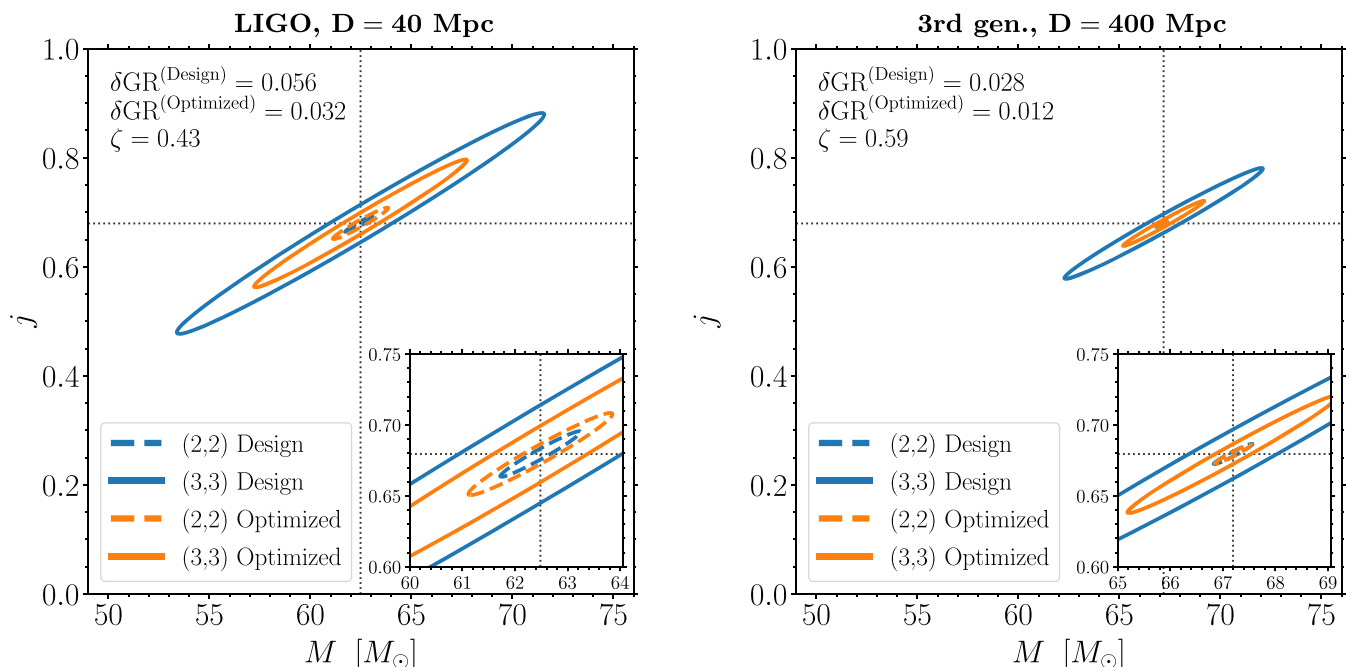 LIGO, D = 40 Mpc
δGR^(Design) = 0.056
δGR^(Optimized) = 0.032
ζ = 0.43
1.0
0.8
0.6
0.4
0.2
0.0
j
50
55
60
65
70
75
M [M_⊙]
(2,2) Design
(3,3) Design
(2,2) Optimized
(3,3) Optimized
0.75
0.70
0.65
0.60
60
61
62
63
64
3rd gen., D = 400 Mpc
δGR^(Design) = 0.028
δGR^(Optimized) = 0.012
ζ = 0.59
1.0
0.8
0.6
0.4
0.2
0.0
j
50
55
60
65
70
75
M [M_⊙]
(2,2) Design
(3,3) Design
(2,2) Optimized
(3,3) Optimized
0.75
0.70
0.65
0.60
65
66
67
68
69